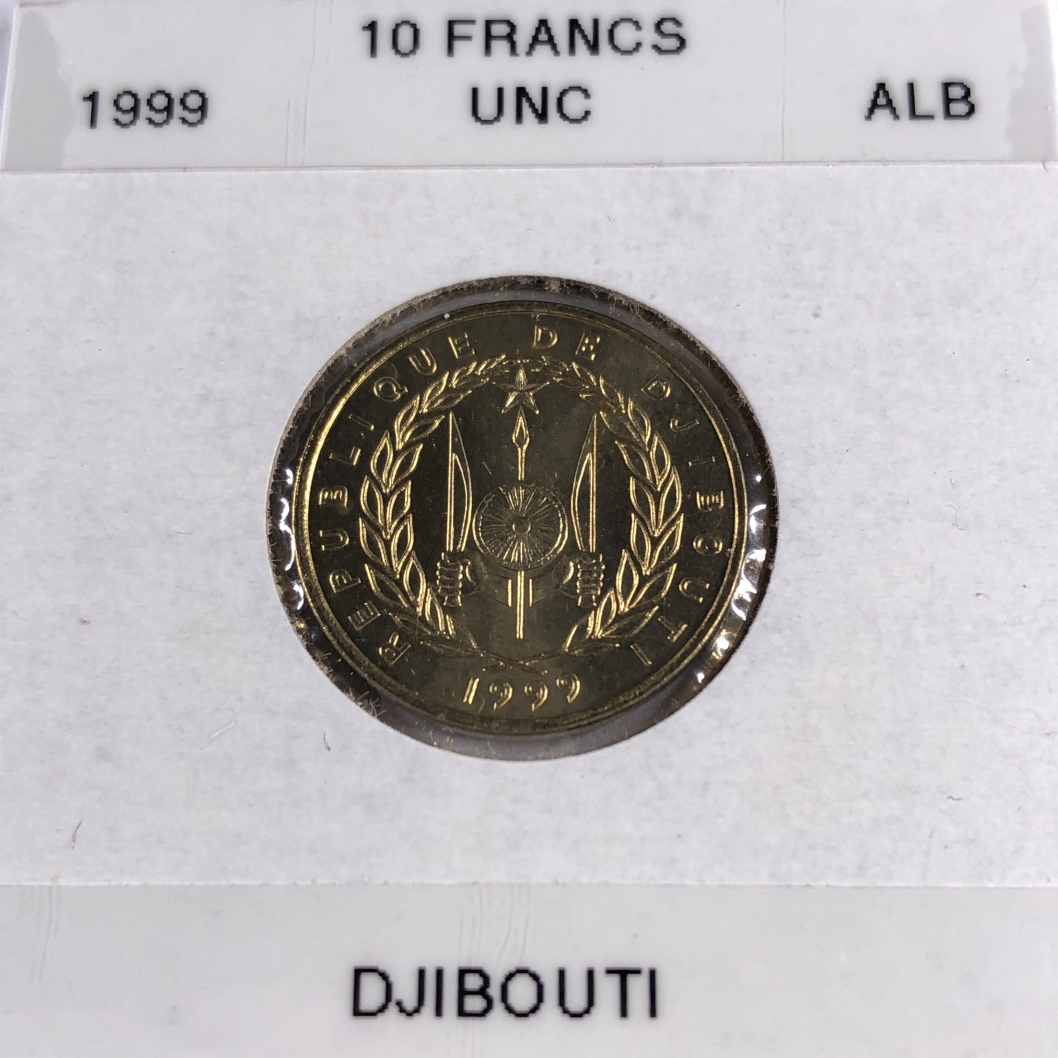 10 FRANCS
1999 UNC ALB
REPUBLIQUE DE DJIBOUTI
1999
DJIBOUTI